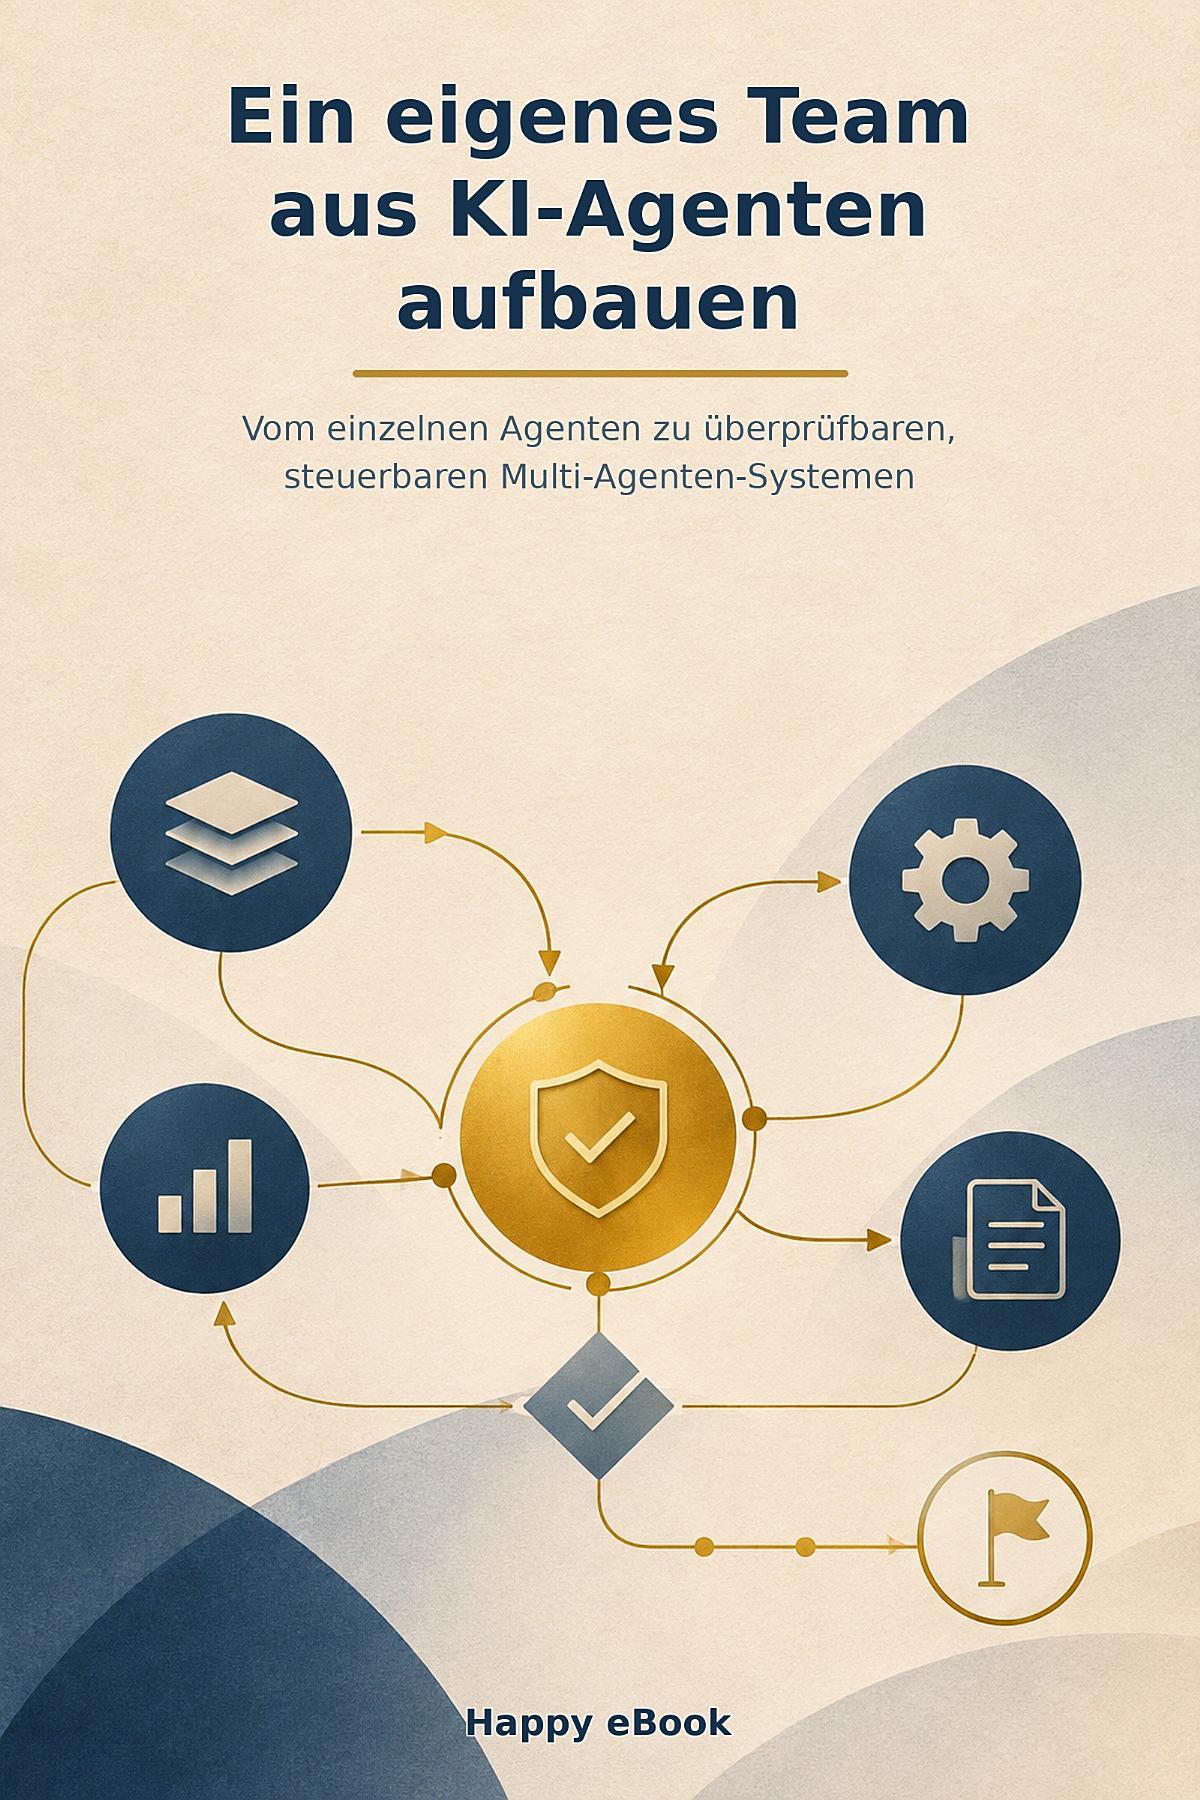 Ein eigenes Team
aus KI-Agenten
aufbauen
Vom einzelnen Agenten zu überprüfbaren,
steuerbaren Multi-Agenten-Systemen
Happy eBook